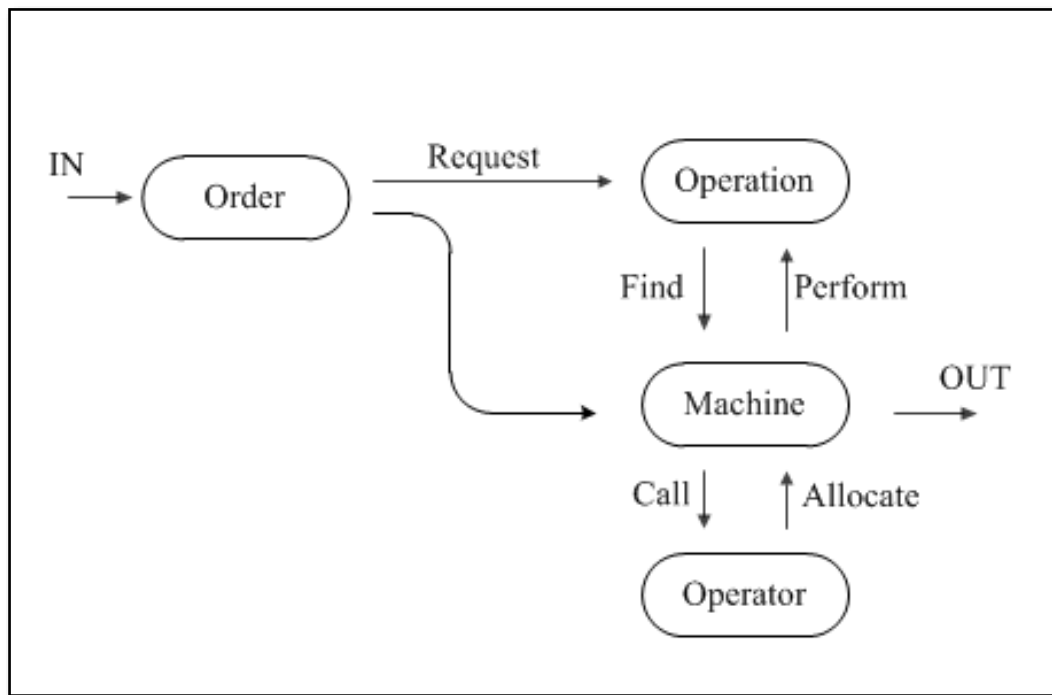 IN
Order
Request
Operation
Find
Perform
Machine
OUT
Call
Allocate
Operator